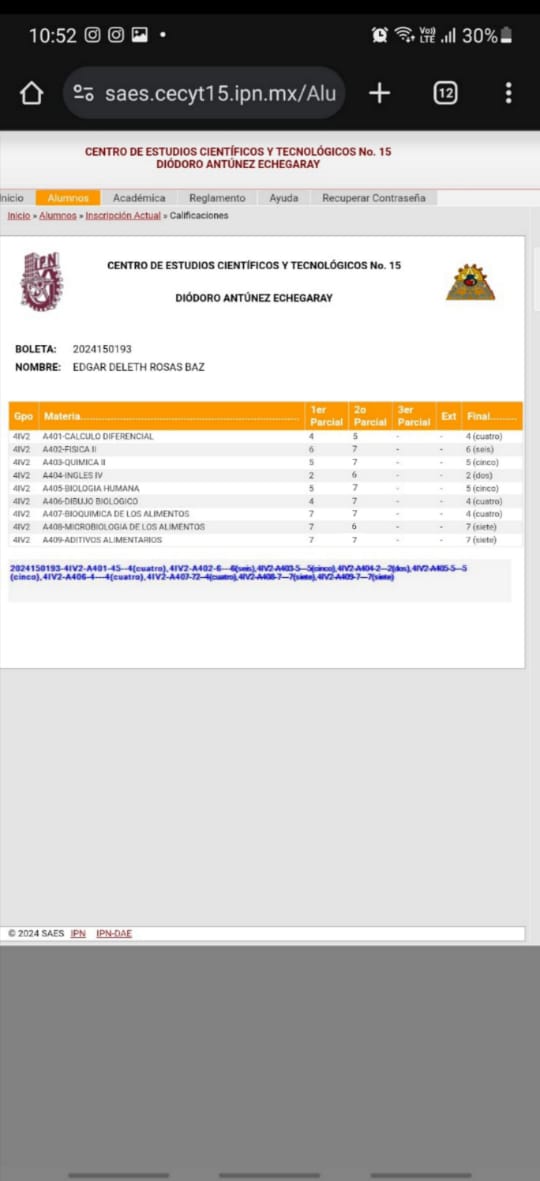 10:52
Vo)) LTE 30%
saes.cecyt15.ipn.mx/Alu + 12
CENTRO DE ESTUDIOS CIENTÍFICOS Y TECNOLÓGICOS No. 15
DIÓDORO ANTÚNEZ ECHEGARAY
nicio Alumnos Académica Reglamento Ayuda Recuperar Contraseña
Inicio » Alumnos » Inscripción Actual » Calificaciones
IPN
CENTRO DE ESTUDIOS CIENTÍFICOS Y TECNOLÓGICOS No. 15
DIÓDORO ANTÚNEZ ECHEGARAY
BOLETA: 2024150193
NOMBRE: EDGAR DELETH ROSAS BAZ
Gpo Materia 1er Parcial 2o Parcial 3er Parcial Ext Final
4IV2 A401-CALCULO DIFERENCIAL 4 5 - - 4 (cuatro)
4IV2 A402-FISICA II 6 7 - - 6 (seis)
4IV2 A403-QUIMICA II 5 7 - - 5 (cinco)
4IV2 A404-INGLES IV 2 6 - - 2 (dos)
4IV2 A405-BIOLOGIA HUMANA 5 7 - - 5 (cinco)
4IV2 A406-DIBUJO BIOLOGICO 4 7 - - 4 (cuatro)
4IV2 A407-BIOQUIMICA DE LOS ALIMENTOS 7 7 - - 4 (cuatro)
4IV2 A408-MICROBIOLOGIA DE LOS ALIMENTOS 7 6 - - 7 (siete)
4IV2 A409-ADITIVOS ALIMENTARIOS 7 7 - - 7 (siete)
2024150193-4IV2-A401-45--4(cuatro),4IV2-A402-6---6(seis),4IV2-A403-5---5(cinco),4IV2-A404-2---2(dos),4IV2-A405-5---5
(cinco),4IV2-A406-4----4(cuatro),4IV2-A407-72--4(cuatro),4IV2-A408-7---7(siete),4IV2-A409-7---7(siete)
© 2024 SAES IPN IPN-DAE